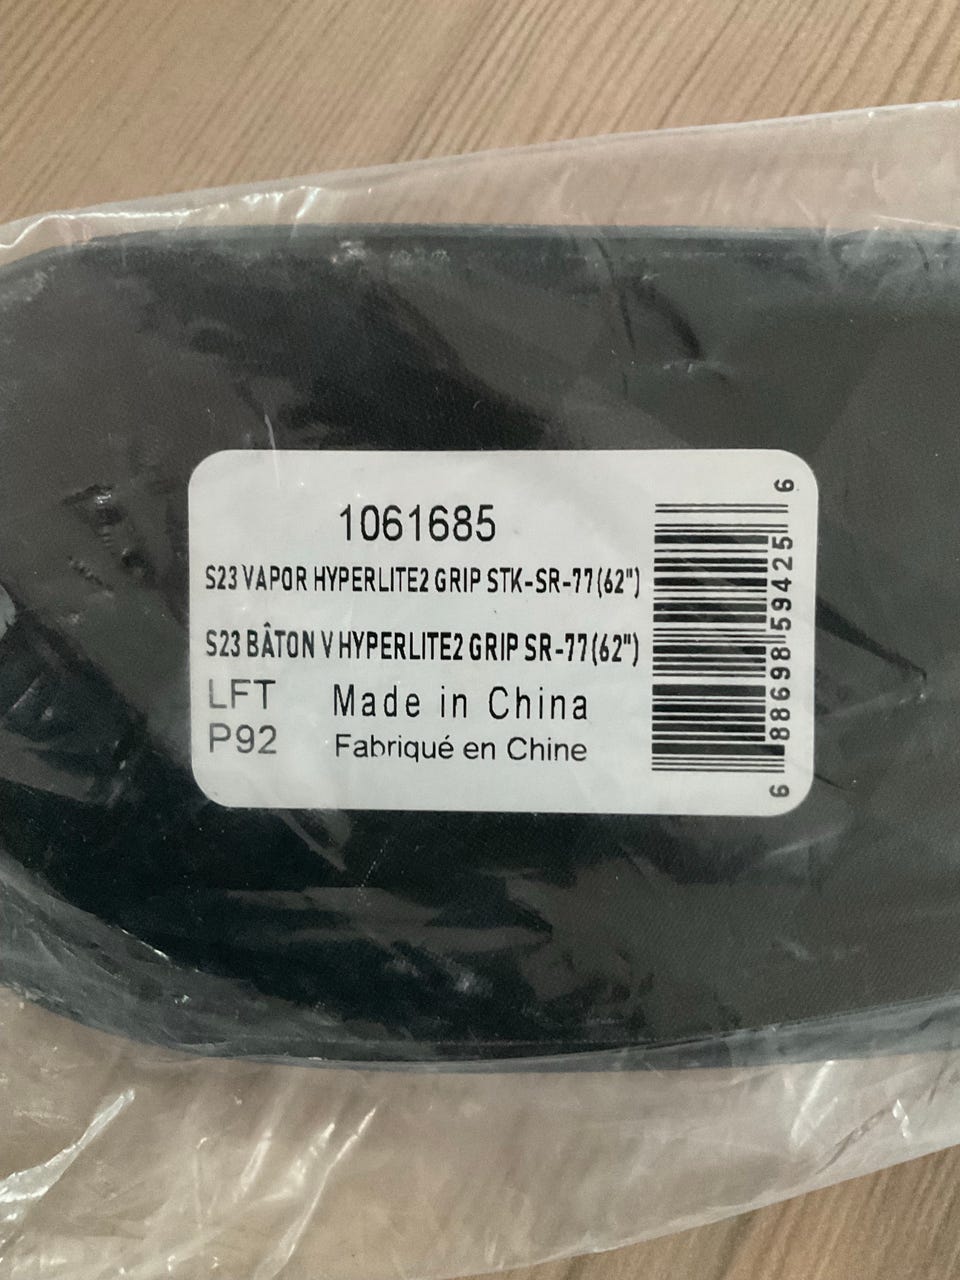 1061685
S23 VAPOR HYPERLITE2 GRIP STK-SR-77(62")
S23 BÂTON V HYPERLITE2 GRIP SR-77(62")
LFT
P92
Made in China
Fabriqué en Chine
6 88698 59425 6